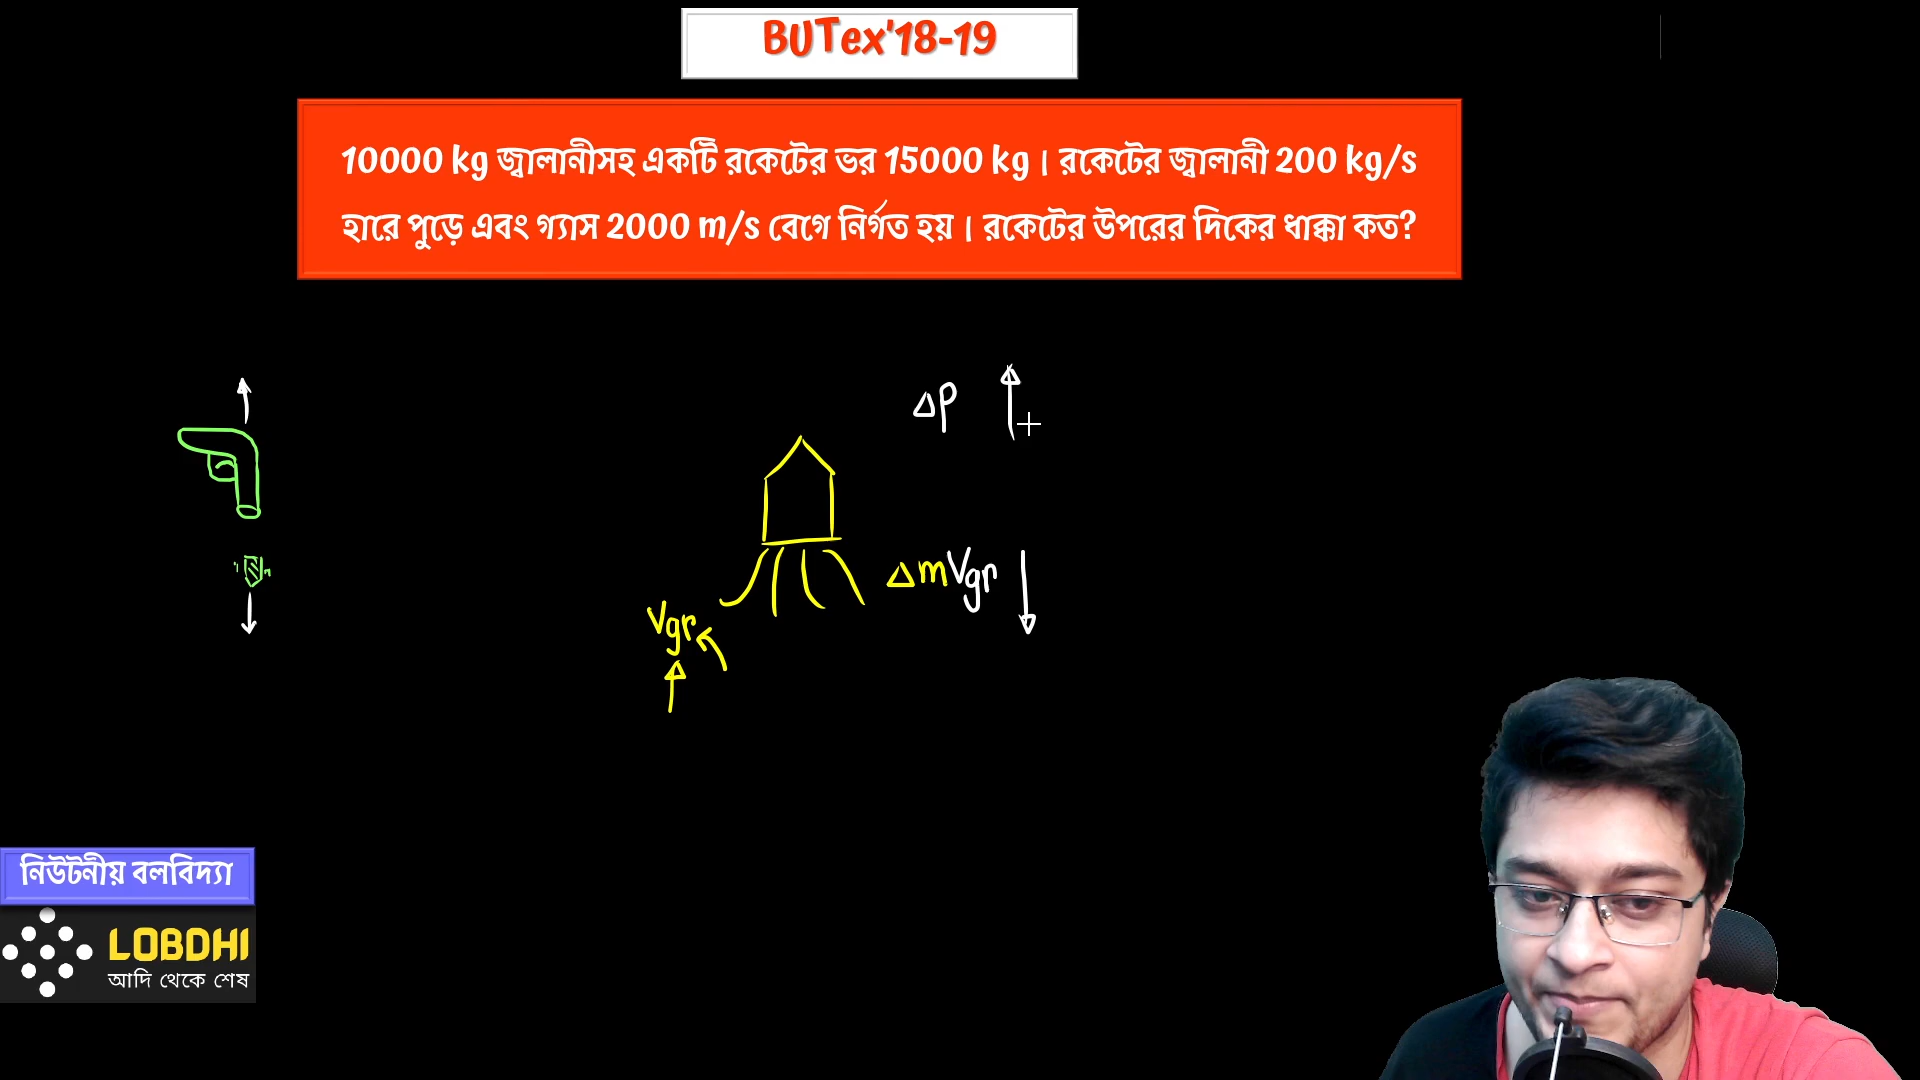 BUTex'18-19
10000 kg জ্বালানীসহ একটি রকেটের ভর 15000 kg । রকেটের জ্বালানী 200 kg/s
হারে পুড়ে এবং গ্যাস 2000 m/s বেগে নির্গত হয় । রকেটের উপরের দিকের ধাক্কা কত?
ΔP
+
ΔmVgr
Vgr
নিউটনীয় বলবিদ্যা
LOBDHI
আদি থেকে শেষ